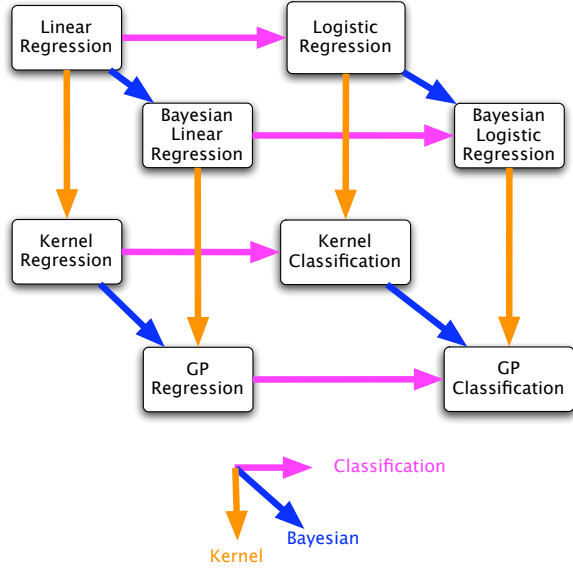 Linear
Regression
Logistic
Regression
Bayesian
Linear
Regression
Bayesian
Logistic
Regression
Kernel
Regression
Kernel
Classification
GP
Regression
GP
Classification
Classification
Bayesian
Kernel